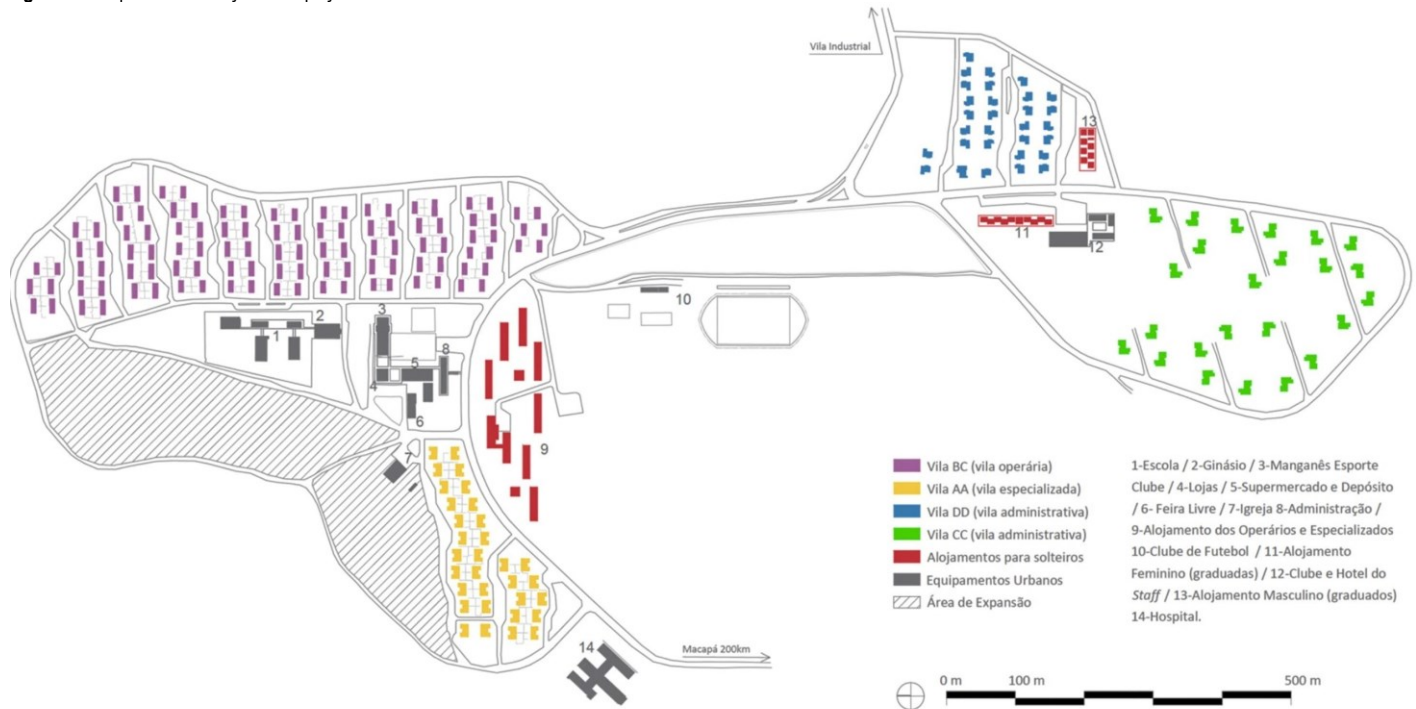 Vila Industrial
13
11
12
10
3
2
1
8
5
4
6
9
7
14
Macapá 200km
Vila BC (vila operária)
Vila AA (vila especializada)
Vila DD (vila administrativa)
Vila CC (vila administrativa)
Alojamentos para solteiros
Equipamentos Urbanos
Área de Expansão
1-Escola / 2-Ginásio / 3-Manganês Esporte
Clube / 4-Lojas / 5-Supermercado e Depósito
/ 6- Feira Livre / 7-Igreja 8-Administração /
9-Alojamento dos Operários e Especializados
10-Clube de Futebol / 11-Alojamento
Feminino (graduadas) / 12-Clube e Hotel do
Staff / 13-Alojamento Masculino (graduados)
14-Hospital.
0 m 100 m 500 m